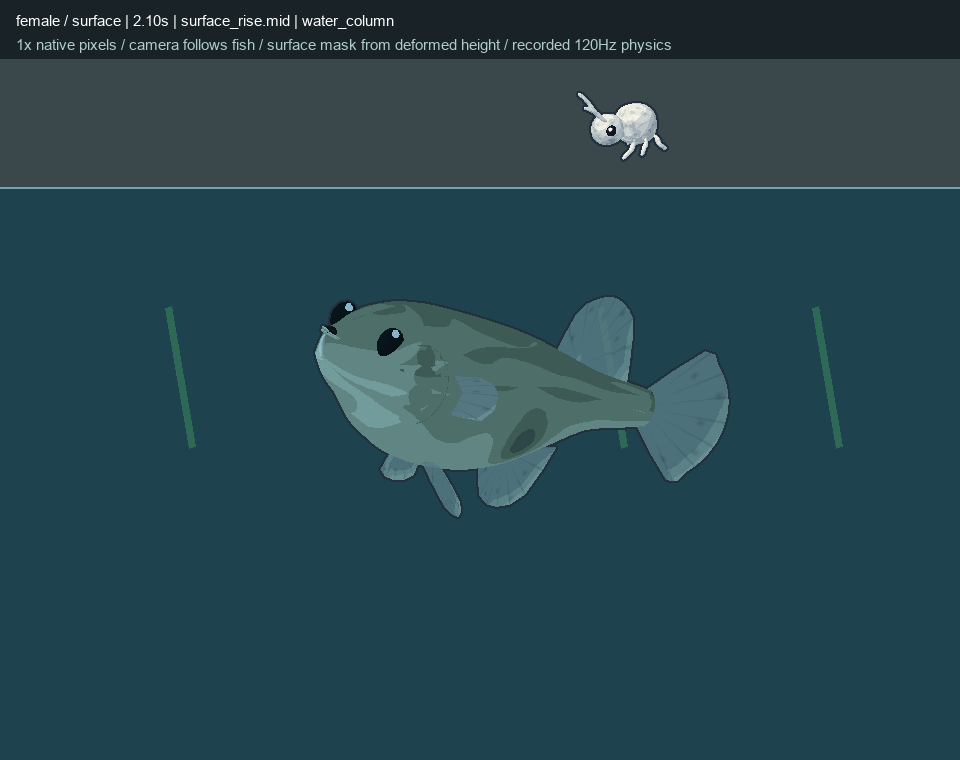 female / surface | 2.10s | surface_rise.mid | water_column
1x native pixels / camera follows fish / surface mask from deformed height / recorded 120Hz physics